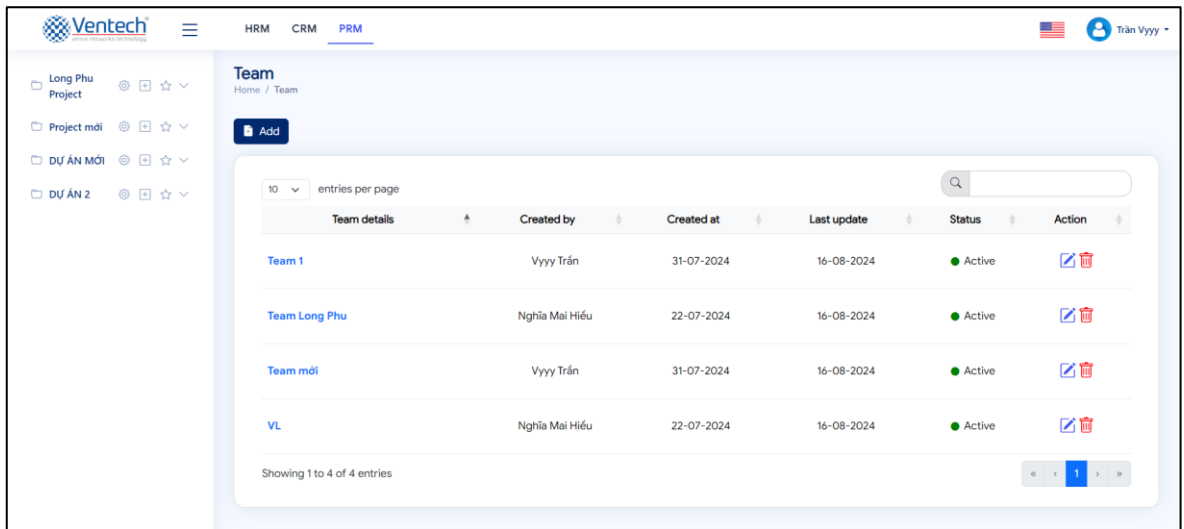 Ventech
venus networks technology
HRM CRM PRM
Trần Vyyy
Long Phu
Project
Project mới
DỰ ÁN MỚI
DỰ ÁN 2
Team
Home / Team
Add
10 entries per page
Team details Created by Created at Last update Status Action
Team 1 Vyyy Trần 31-07-2024 16-08-2024 Active
Team Long Phu Nghĩa Mai Hiếu 22-07-2024 16-08-2024 Active
Team mới Vyyy Trần 31-07-2024 16-08-2024 Active
VL Nghĩa Mai Hiếu 22-07-2024 16-08-2024 Active
Showing 1 to 4 of 4 entries
« ‹ 1 › »